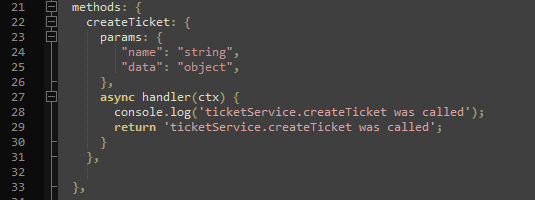 21 methods: {
22 createTicket: {
23 params: {
24 "name": "string",
25 "data": "object",
26 },
27 async handler(ctx) {
28 console.log('ticketService.createTicket was called');
29 return 'ticketService.createTicket was called';
30 }
31 },
32
33 },